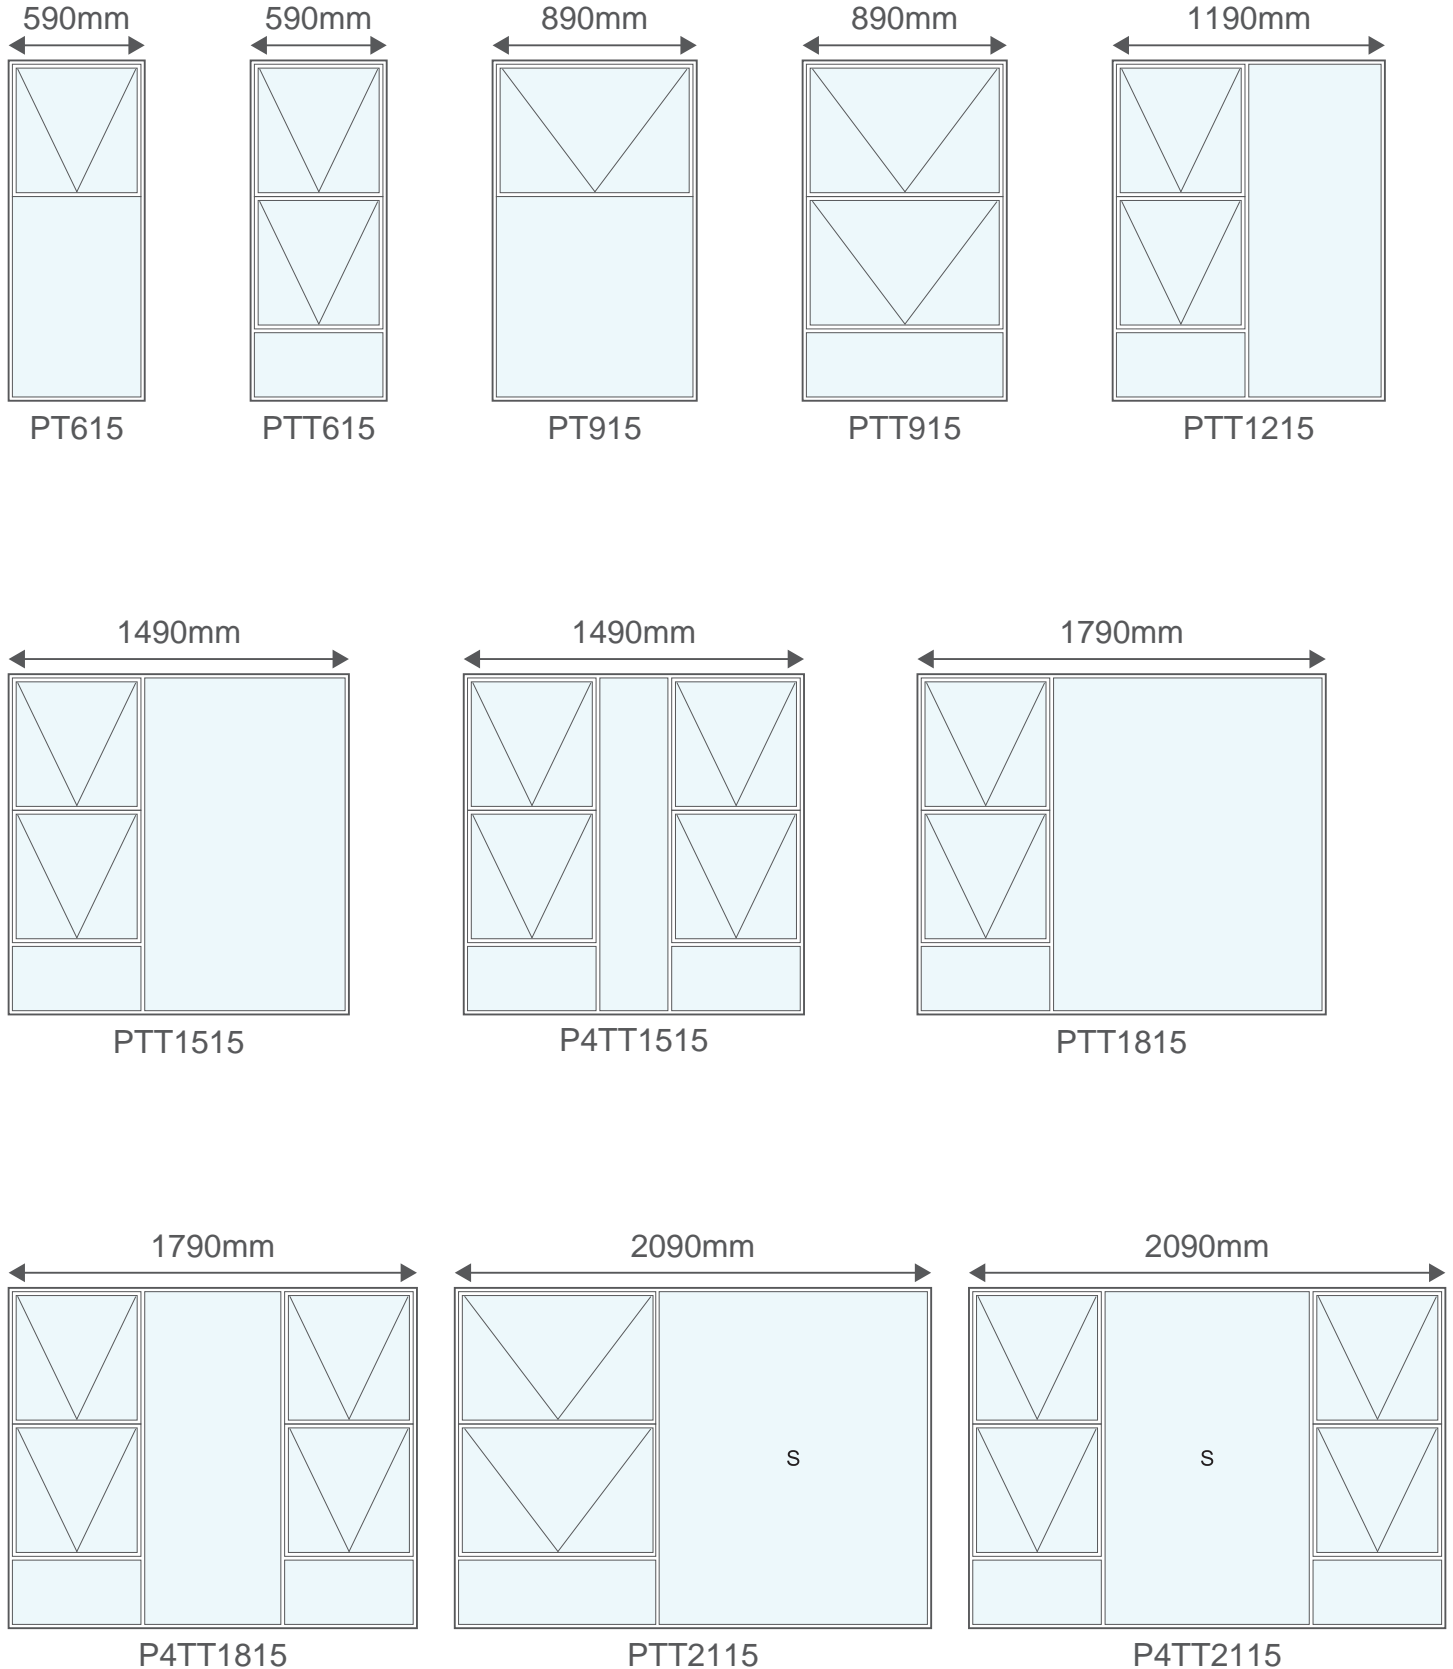 590mm 590mm 890mm 890mm 1190mm
PT615 PTT615 PT915 PTT915 PTT1215
1490mm 1490mm 1790mm
PTT1515 P4TT1515 PTT1815
1790mm 2090mm 2090mm
S S
P4TT1815 PTT2115 P4TT2115